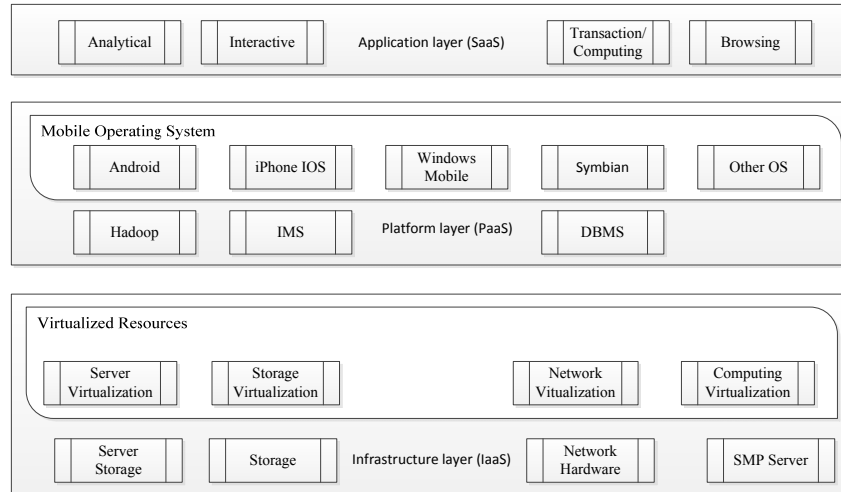 Analytical
Interactive
Application layer (SaaS)
Transaction/
Computing
Browsing
Mobile Operating System
Android
iPhone IOS
Windows
Mobile
Symbian
Other OS
Hadoop
IMS
Platform layer (PaaS)
DBMS
Virtualized Resources
Server
Virtualization
Storage
Virtualization
Network
Vitualization
Computing
Virtualization
Server
Storage
Storage
Infrastructure layer (IaaS)
Network
Hardware
SMP Server